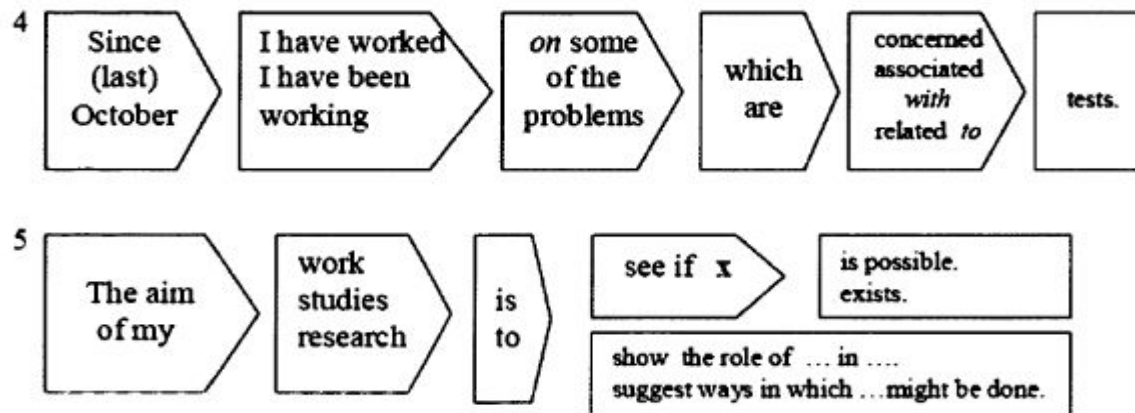 4
Since
(last)
October
I have worked
I have been
working
on some
of the
problems
which
are
concerned
associated
with
related to
tests.
5
The aim
of my
work
studies
research
is
to
see if x
is possible.
exists.
show the role of ... in ....
suggest ways in which ...might be done.